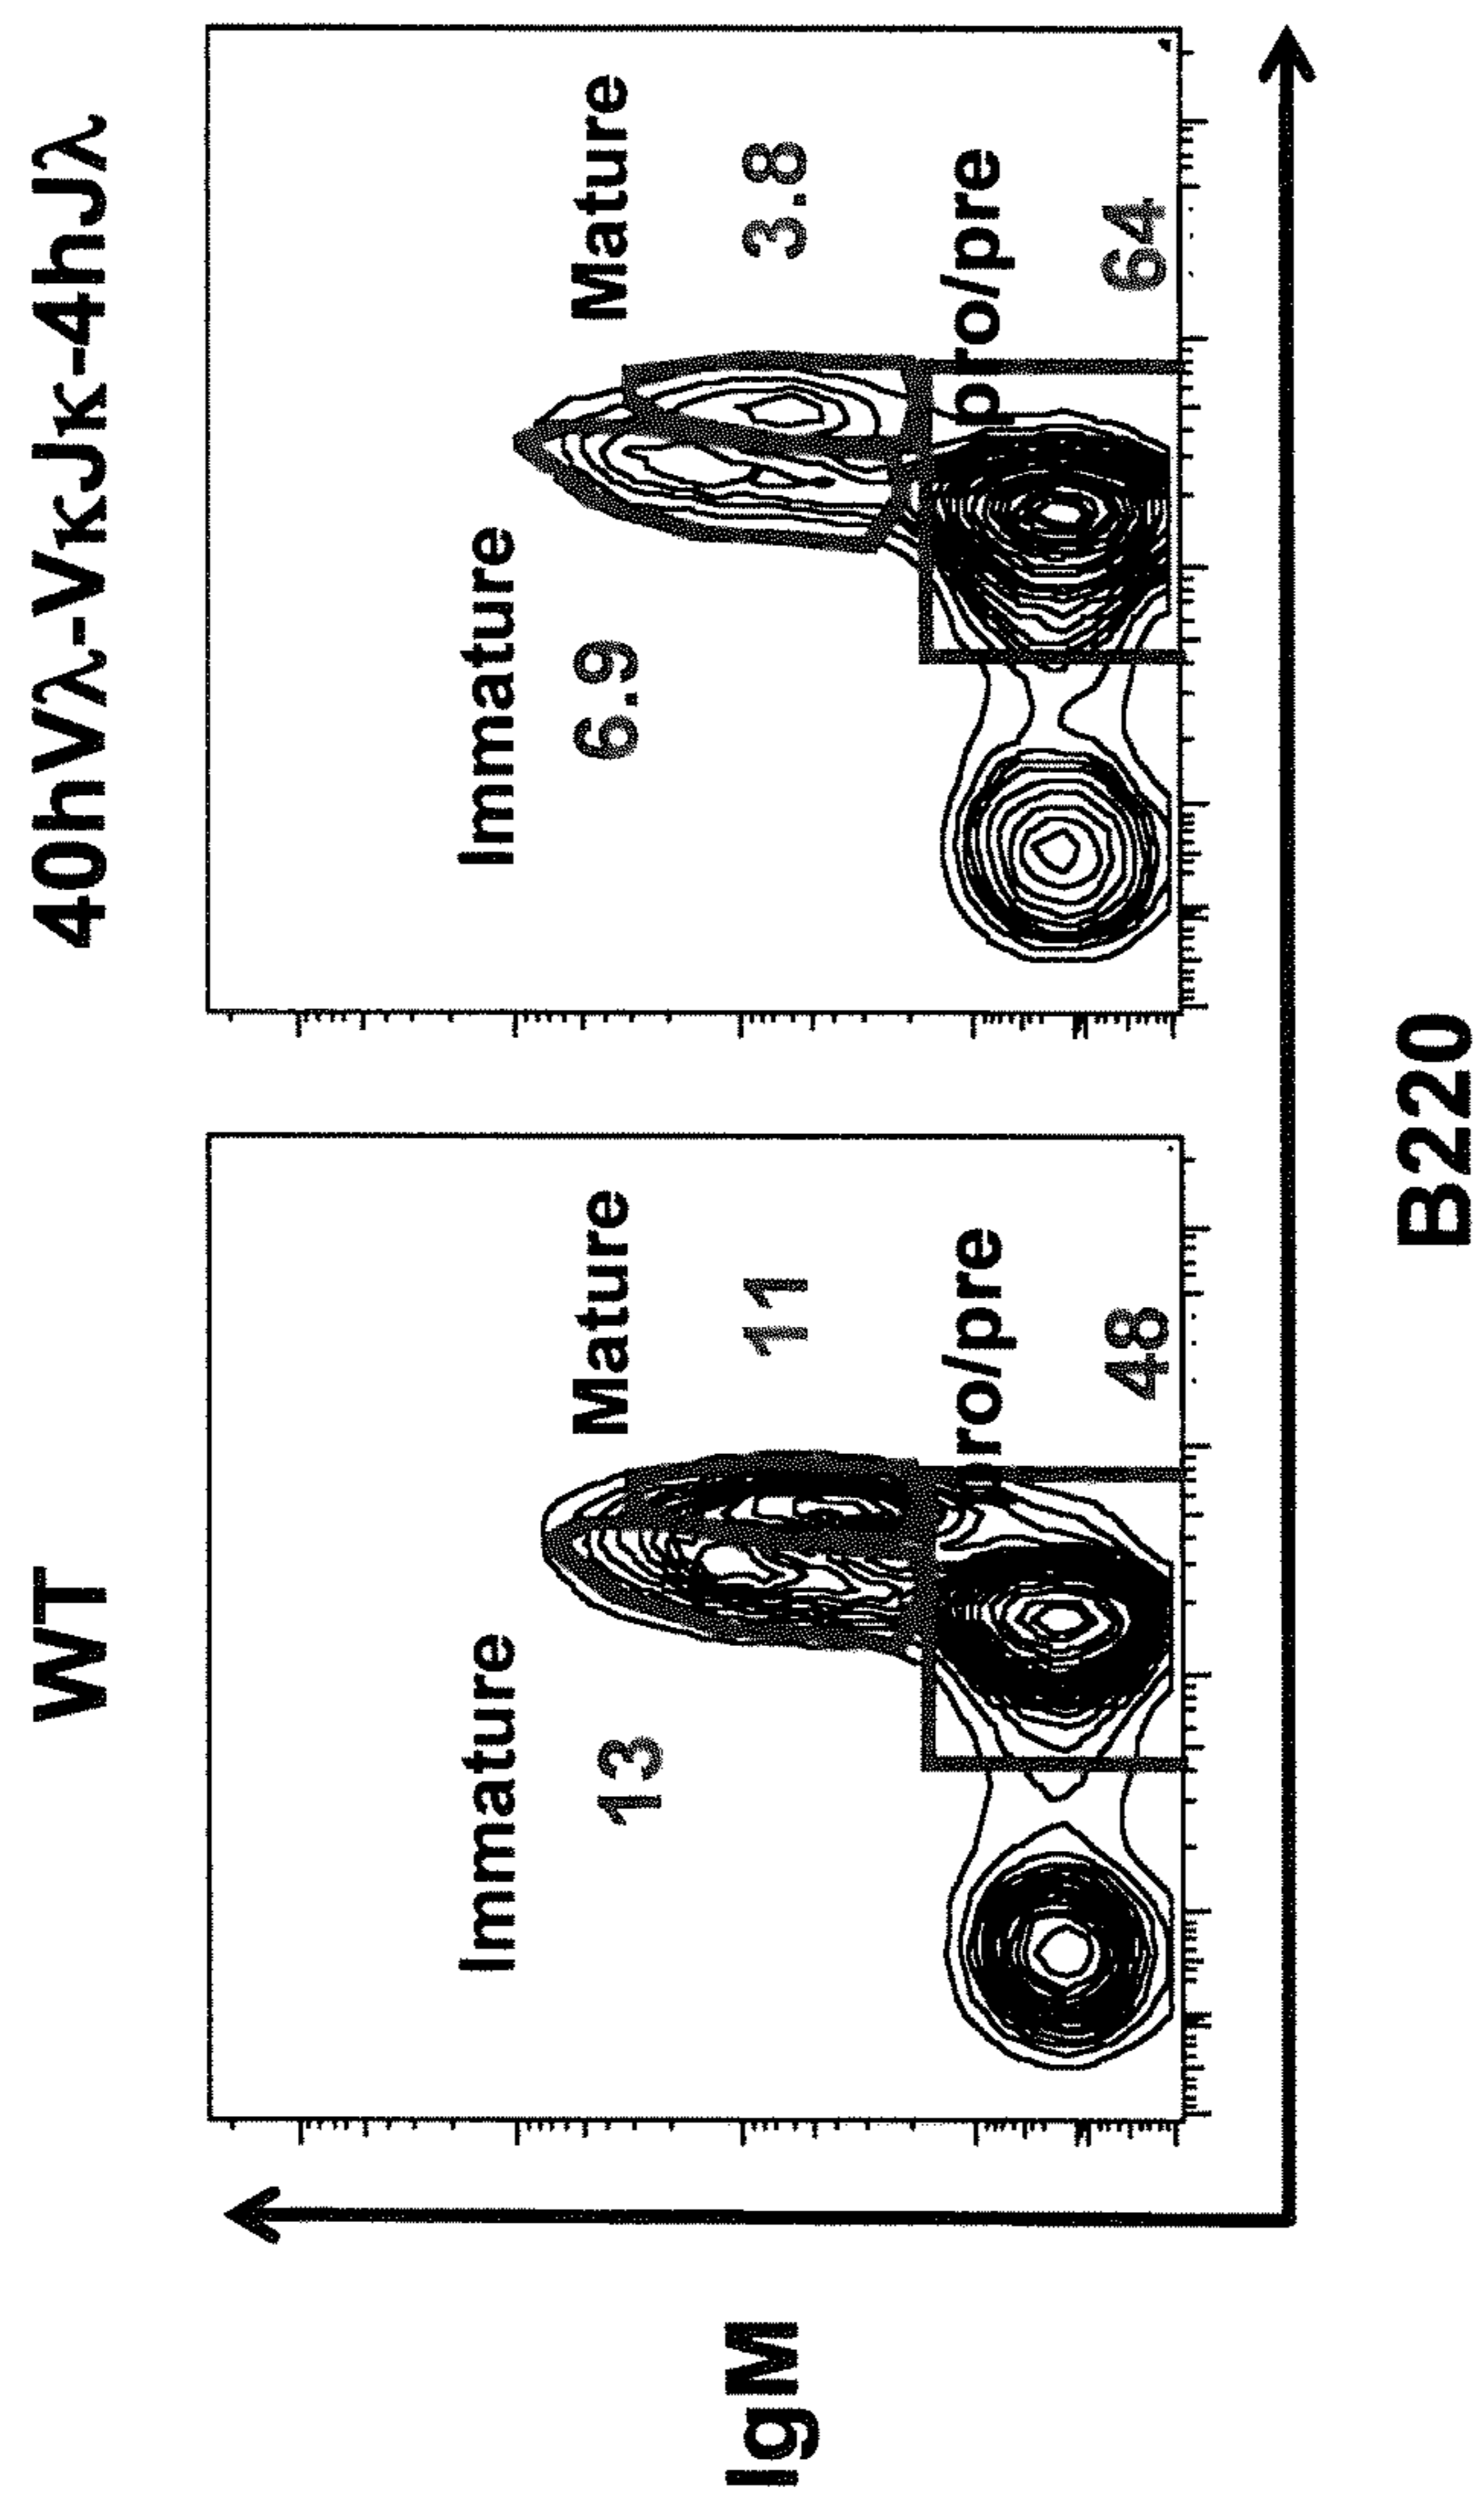 WT
Immature
13
Mature
11
pro/pre
48
40hVλ-VκJκ-4hJλ
Immature
6.9
Mature
3.8
pro/pre
64
IgM
B220